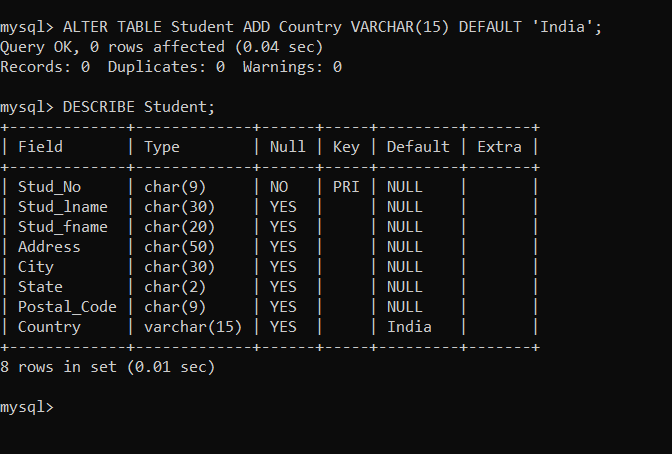 mysql> ALTER TABLE Student ADD Country VARCHAR(15) DEFAULT 'India';
Query OK, 0 rows affected (0.04 sec)
Records: 0  Duplicates: 0  Warnings: 0

mysql> DESCRIBE Student;
+-------------+-------------+------+-----+---------+-------+
| Field       | Type        | Null | Key | Default | Extra |
+-------------+-------------+------+-----+---------+-------+
| Stud_No     | char(9)     | NO   | PRI | NULL    |       |
| Stud_lname  | char(30)    | YES  |     | NULL    |       |
| Stud_fname  | char(20)    | YES  |     | NULL    |       |
| Address     | char(50)    | YES  |     | NULL    |       |
| City        | char(30)    | YES  |     | NULL    |       |
| State       | char(2)     | YES  |     | NULL    |       |
| Postal_Code | char(9)     | YES  |     | NULL    |       |
| Country     | varchar(15) | YES  |     | India   |       |
+-------------+-------------+------+-----+---------+-------+
8 rows in set (0.01 sec)

mysql>